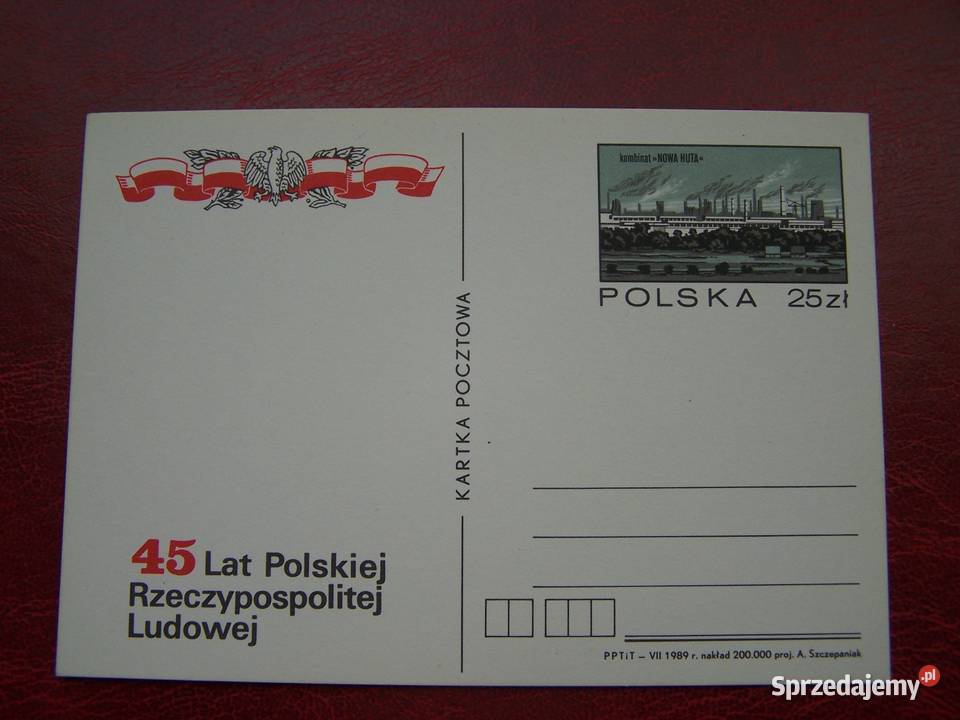 kombinat »NOWA HUTA«
POLSKA 25zł
KARTKA POCZTOWA
45 Lat Polskiej
Rzeczypospolitej
Ludowej
PPTiT – VII 1989 r. nakład 200.000 proj. A. Szczepaniak
Sprzedajemy.pl